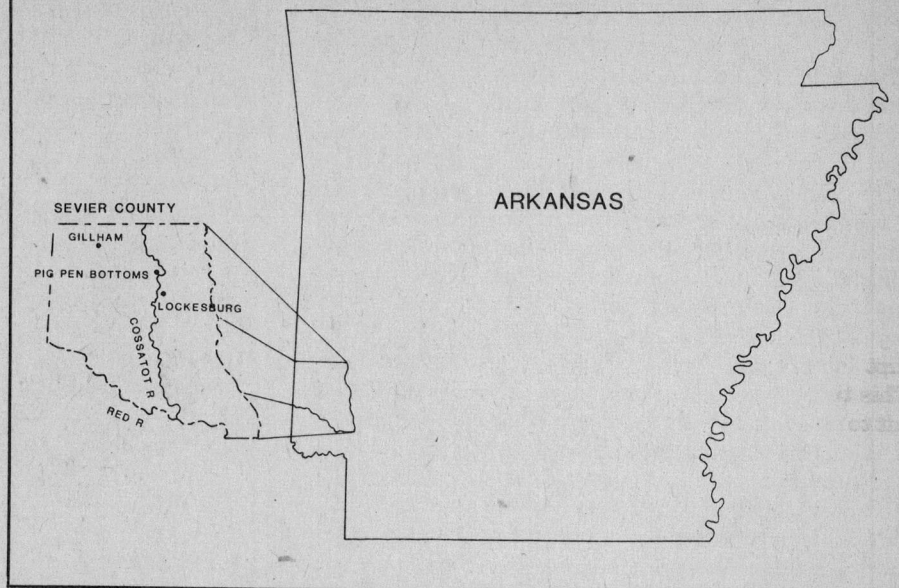 ARKANSAS
SEVIER COUNTY
GILLHAM
PIG PEN BOTTOMS
LOCKESBURG
COSSATOT R
RED R